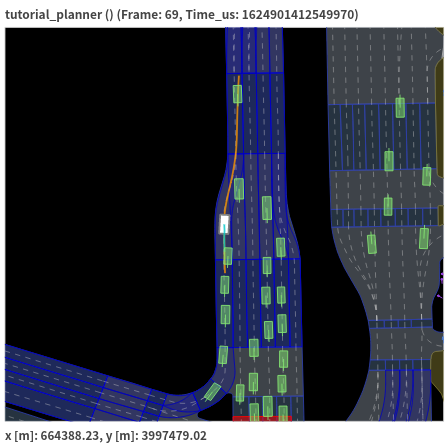 tutorial_planner () (Frame: 69, Time_us: 1624901412549970)
x [m]: 664388.23, y [m]: 3997479.02